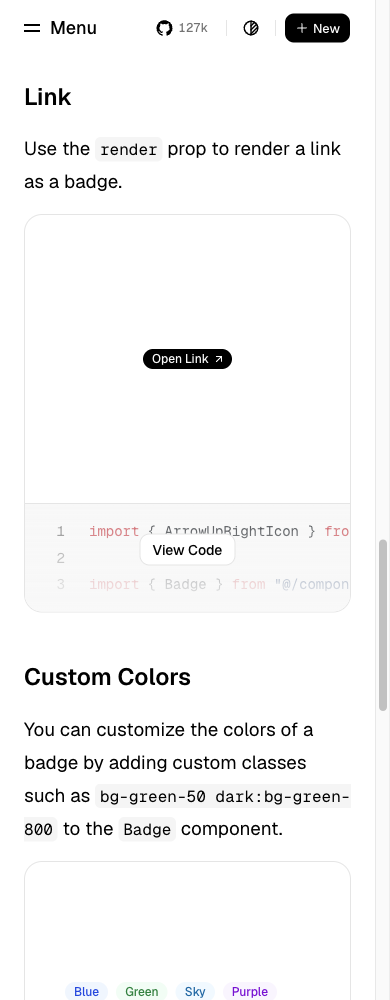 Menu 127k + New
Link
Use the render prop to render a link
as a badge.
Open Link
1 import { ArrowUpRightIcon } fro
2
View Code
3 import { Badge } from "@/compon
Custom Colors
You can customize the colors of a
badge by adding custom classes
such as bg-green-50 dark:bg-green-
800 to the Badge component.
Blue Green Sky Purple